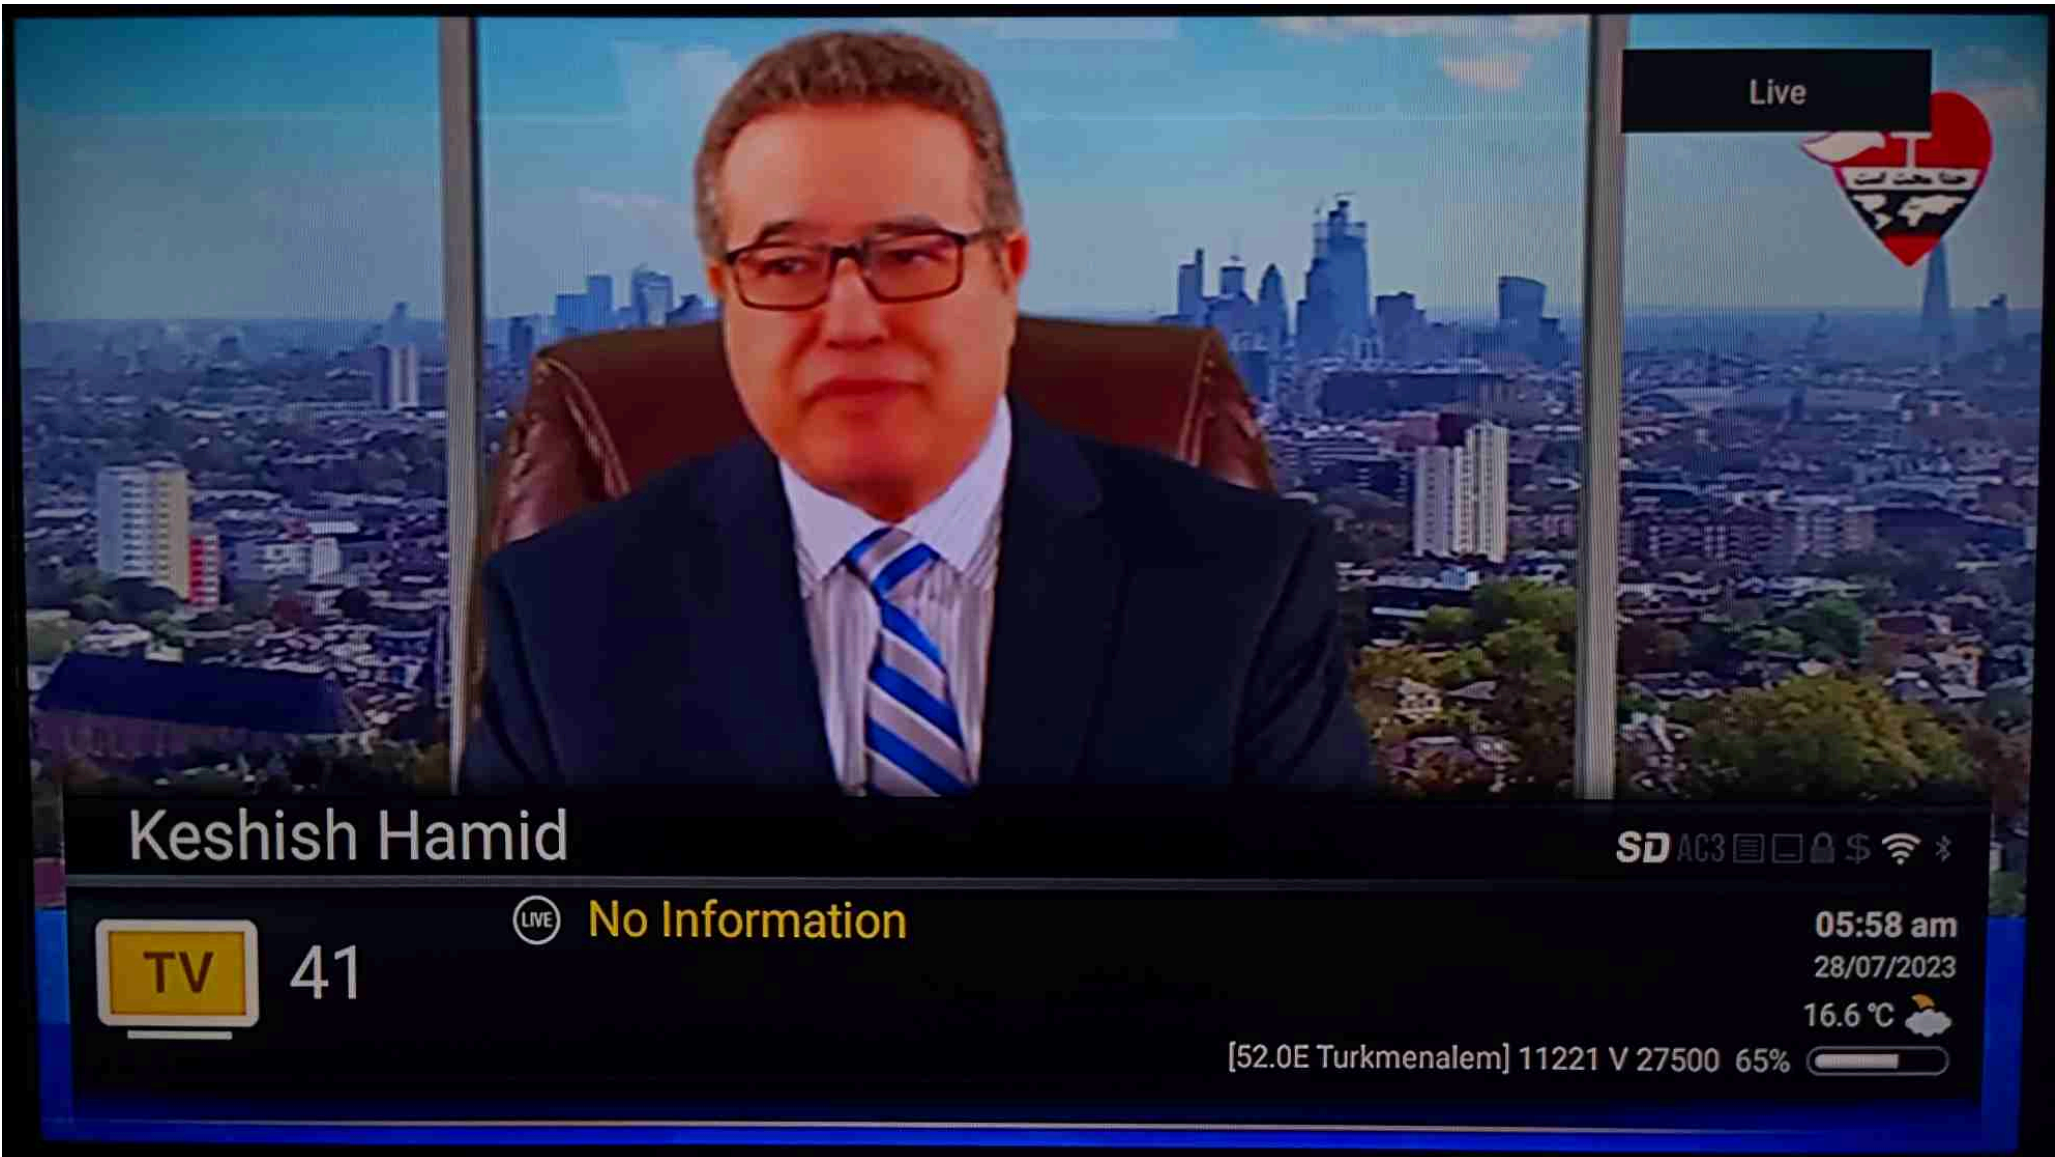 Live
Keshish Hamid
SD AC3 $
LIVE No Information
TV 41
05:58 am
28/07/2023
16.6 °C
[52.0E Turkmenalem] 11221 V 27500 65%